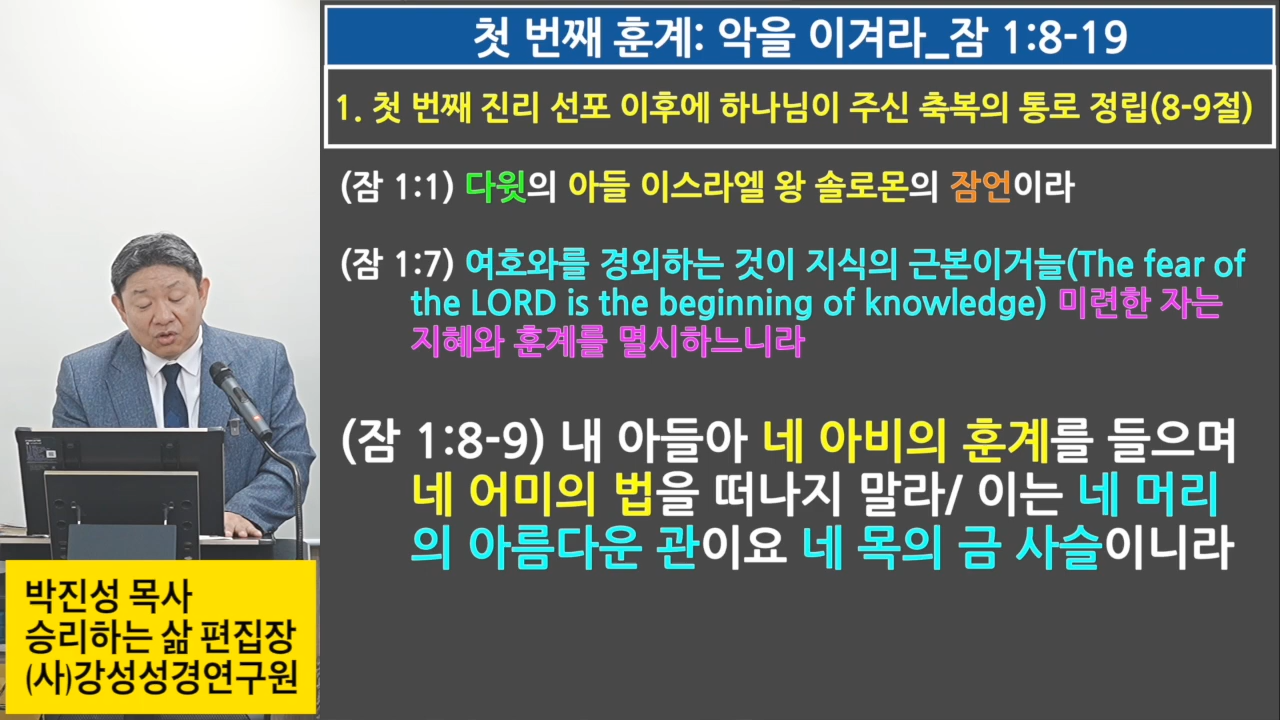 첫 번째 훈계: 악을 이겨라_잠 1:8-19
1. 첫 번째 진리 선포 이후에 하나님이 주신 축복의 통로 정립(8-9절)
(잠 1:1) 다윗의 아들 이스라엘 왕 솔로몬의 잠언이라
(잠 1:7) 여호와를 경외하는 것이 지식의 근본이거늘(The fear of
the LORD is the beginning of knowledge) 미련한 자는
지혜와 훈계를 멸시하느니라
(잠 1:8-9) 내 아들아 네 아비의 훈계를 들으며
네 어미의 법을 떠나지 말라/ 이는 네 머리
의 아름다운 관이요 네 목의 금 사슬이니라
박진성 목사
승리하는 삶 편집장
(사)강성성경연구원